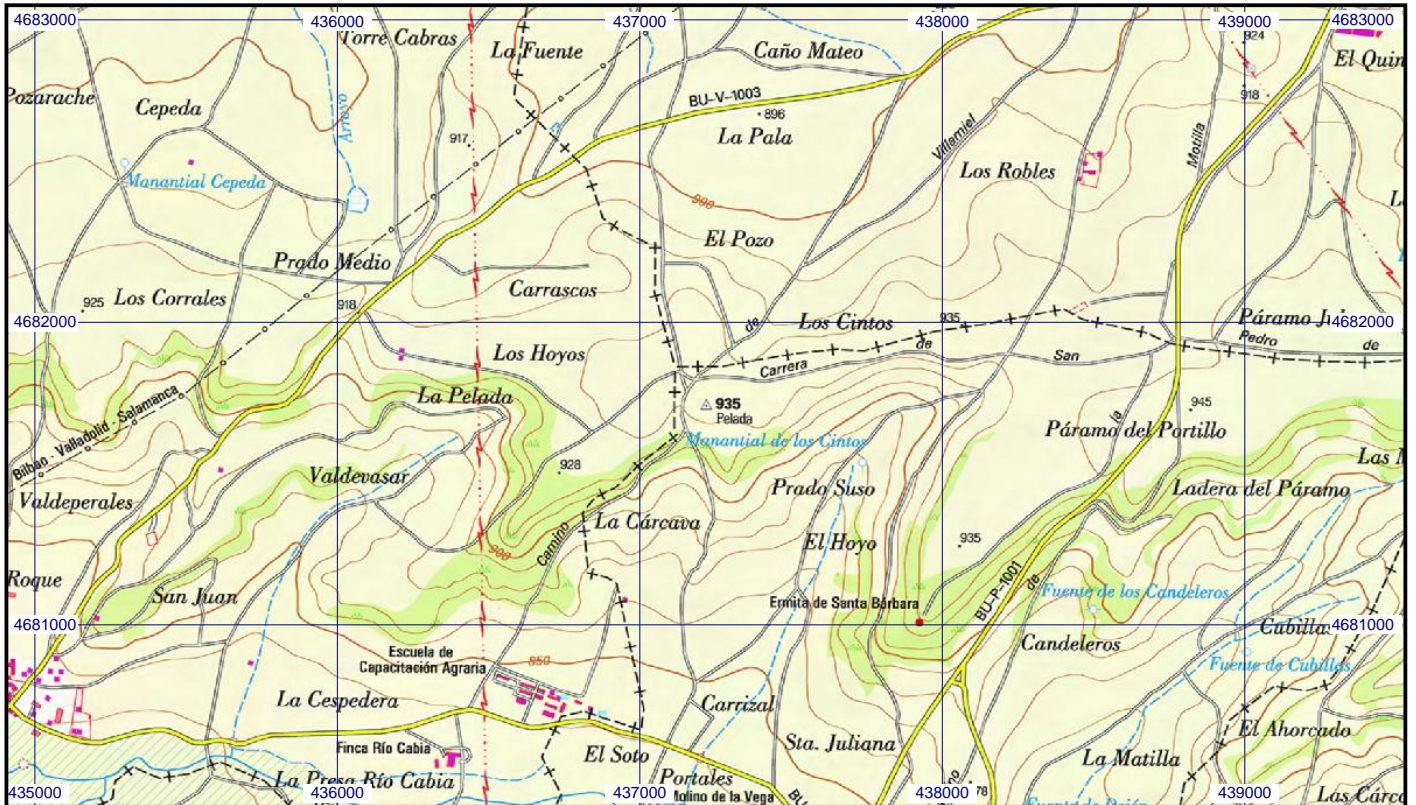 4683000
436000
437000
438000
439000
4683000
Torre Cabras
La Fuente
Caño Mateo
924
El Quin
Pozarache
Cepeda
Arroyo
BU-V-1003
918
896
La Pala
917
Villamiel
Motilla
Los Robles
Manantial Cepeda
900
El Pozo
Prado Medio
Carrascos
925
Los Corrales
918
4682000
de
Los Cintos
935
Páramo
4682000
Pedro
de
de
San
Los Hoyos
Carrera
La Pelada
935
Pelada
945
la
Bilbao - Valladolid - Salamanca
Manantial de los Cintos
Páramo del Portillo
Las
928
Valdevasar
Prado Suso
Ladera del Páramo
Valdeperales
La Cárcava
Camino
El Hoyo
935
900
Roque
BU-P-1001
de
San Juan
Ermita de Santa Bárbara
Fuente de los Candeleros
4681000
Cubillas
4681000
Candeleros
Escuela de
Capacitación Agraria
850
Fuente de Cubillas
La Cespedera
Carrizal
El Ahorcado
Finca Río Cabia
El Soto
Sta. Juliana
La Matilla
La Presa Río Cabia
Portales
Molino de la Vega
BU
78
Las Cárc
435000
436000
437000
438000
439000